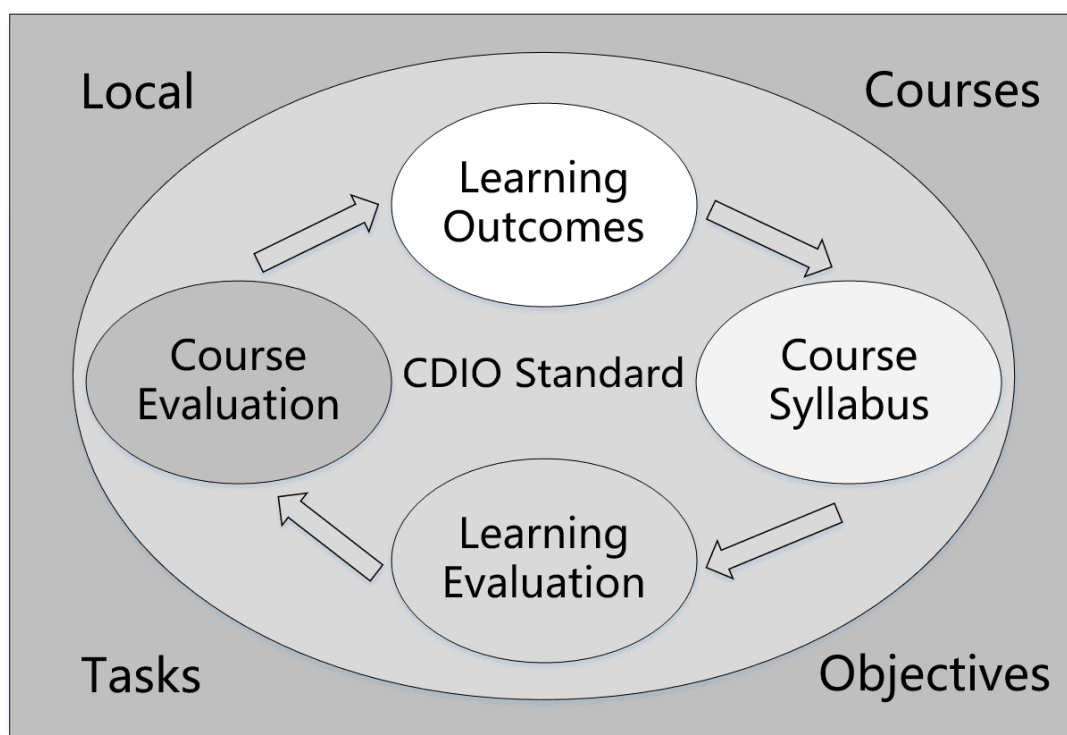 Local
Courses
Learning
Outcomes
Course
Evaluation
CDIO Standard
Course
Syllabus
Learning
Evaluation
Tasks
Objectives